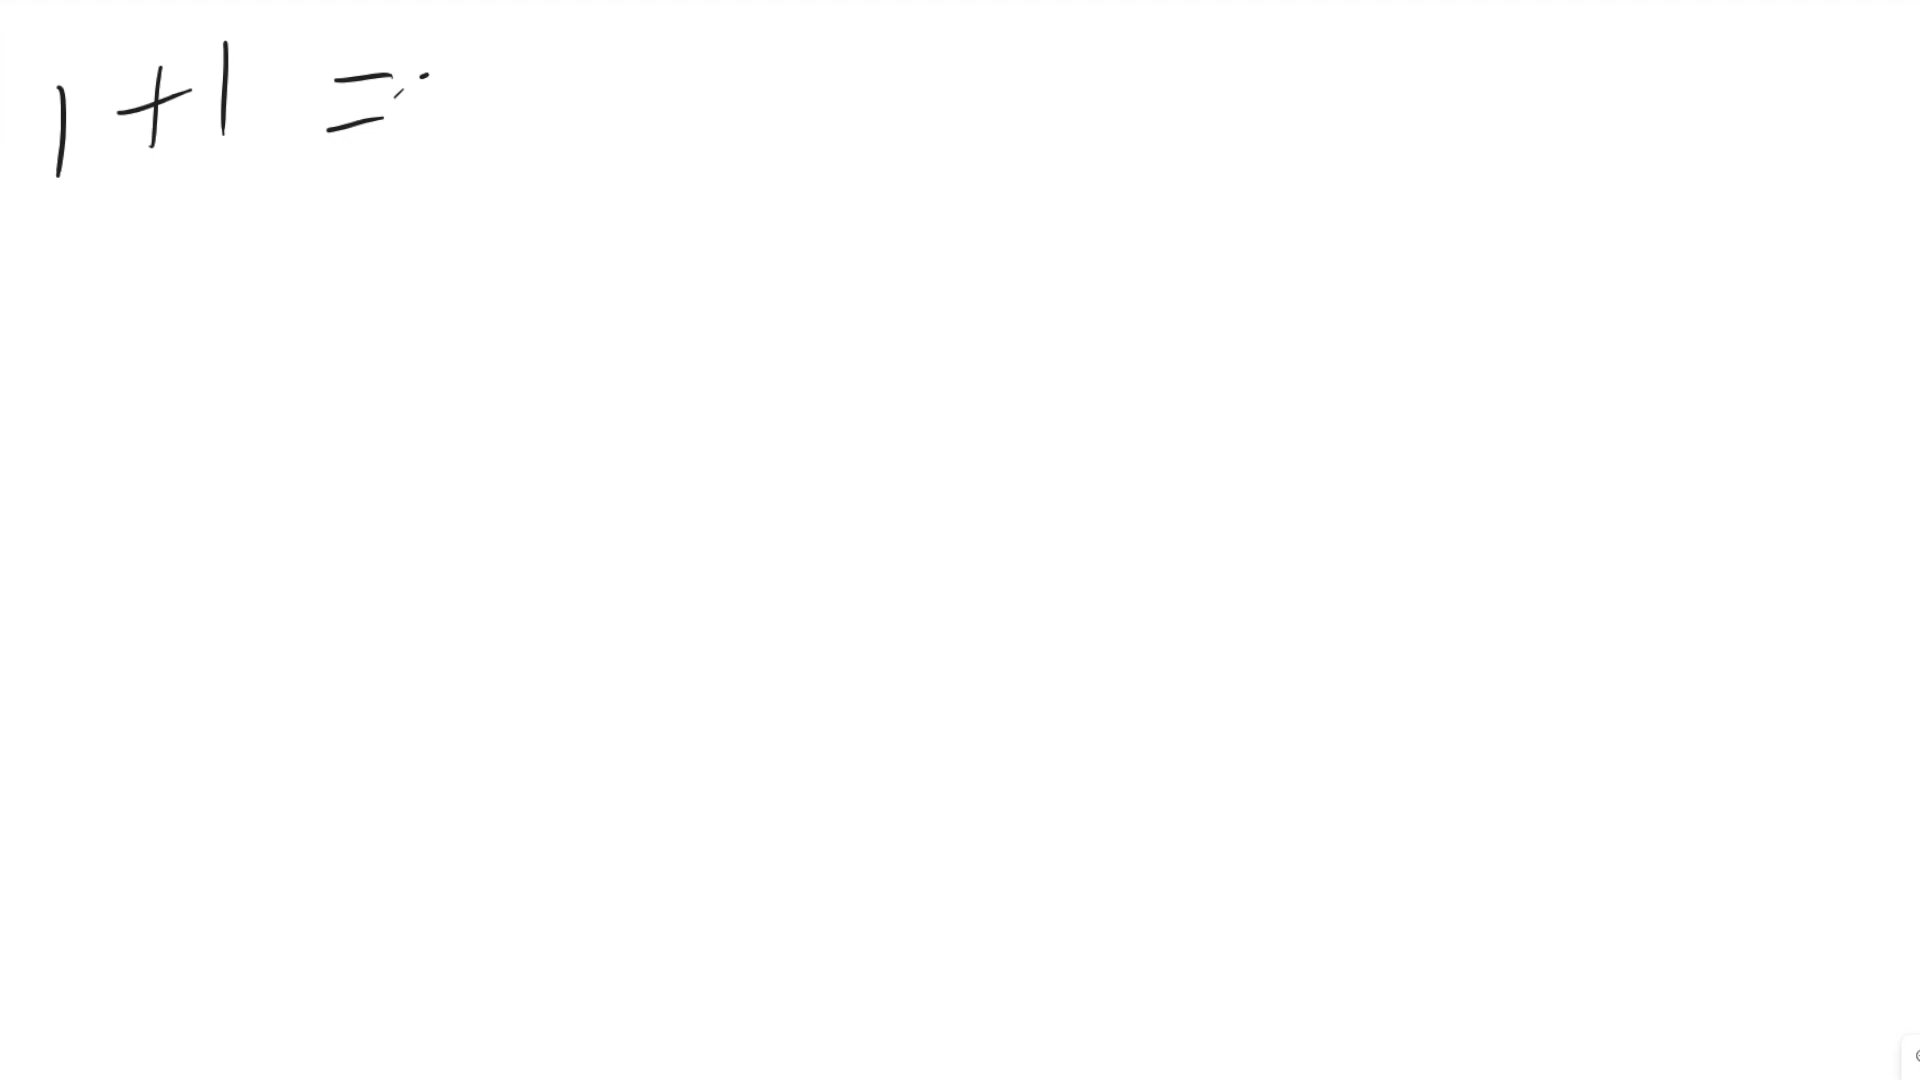 1 + 1 =